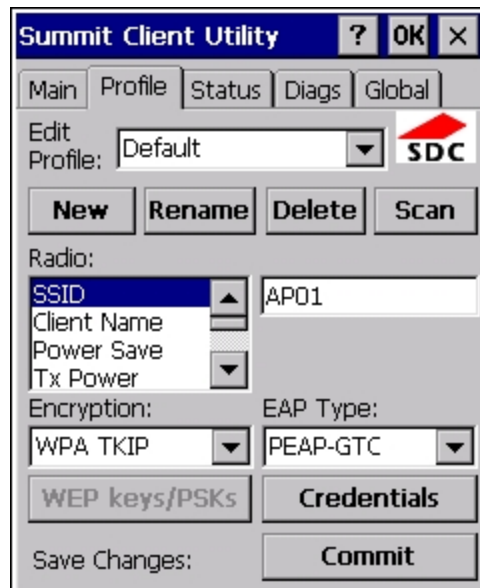 Summit Client Utility ? OK ×
Main Profile Status Diags Global
Edit
Profile: Default
SDC
New Rename Delete Scan
Radio:
SSID AP01
Client Name
Power Save
Tx Power
Encryption: EAP Type:
WPA TKIP PEAP-GTC
WEP keys/PSKs Credentials
Save Changes: Commit